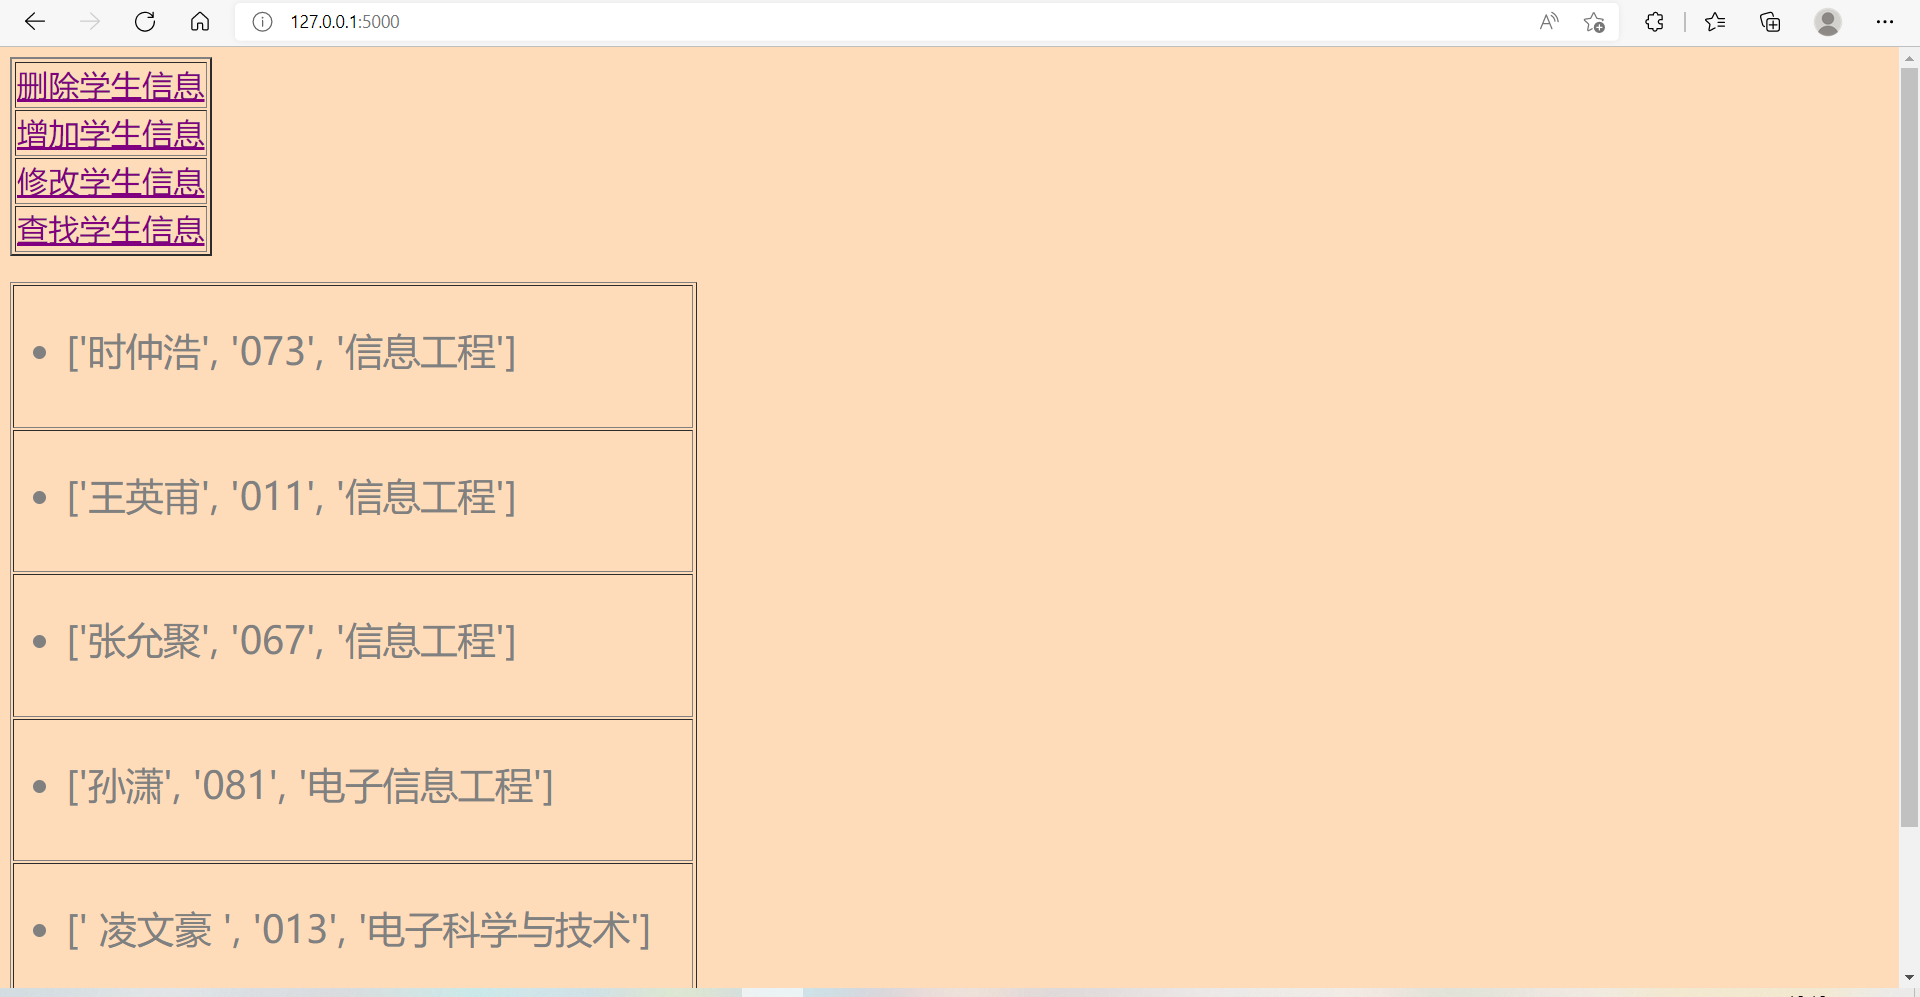 127.0.0.1:5000
删除学生信息
增加学生信息
修改学生信息
查找学生信息
['时仲浩', '073', '信息工程']
['王英甫', '011', '信息工程']
['张允聚', '067', '信息工程']
['孙潇', '081', '电子信息工程']
[' 凌文豪 ', '013', '电子科学与技术']